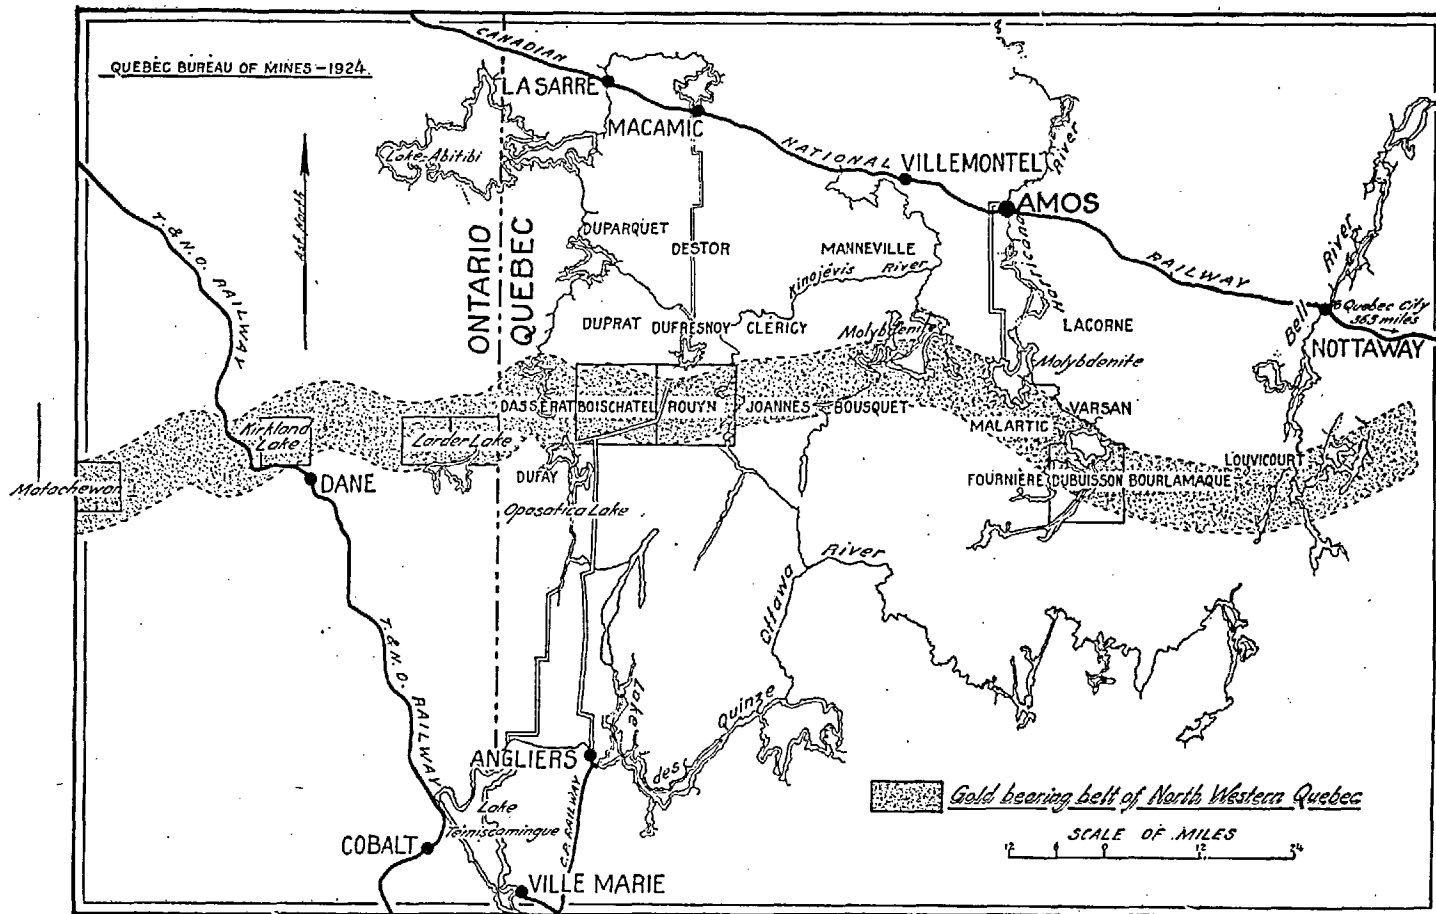 QUEBEC BUREAU OF MINES – 1924.
CANADIAN
LA SARRE
MACAMIC
Lake Abitibi
NATIONAL
VILLEMONTEL
River
AMOS
T. & N. O. RAILWAY
Ast. North
ONTARIO
QUEBEC
DUPARQUET
DESTOR
MANNEVILLE
Kinojévis River
Harricana
RAILWAY
Bell River
Quebec City
353 miles
NOTTAWAY
DUPRAT
DUFRESNOY
CLERICY
Molybdenite
LACORNE
Molybdenite
DASSERAT
BOISCHATEL
ROUYN
JOANNES
BOUSQUET
VARSAN
MALARTIC
Kirkland
Lake
Larder Lake
DANE
Matachewan
DUFAY
FOURNIÈRE
DUBUISSON
BOURLAMAQUE
LOUVICOURT
Opasatica Lake
Ottawa River
T. & N. O. RAILWAY
Lake des Quinze
ANGLIERS
Lake
Temiscamingue
C. P. RAILWAY
COBALT
VILLE MARIE
Gold bearing belt of North Western Quebec
SCALE OF MILES
12 6 0 12 24